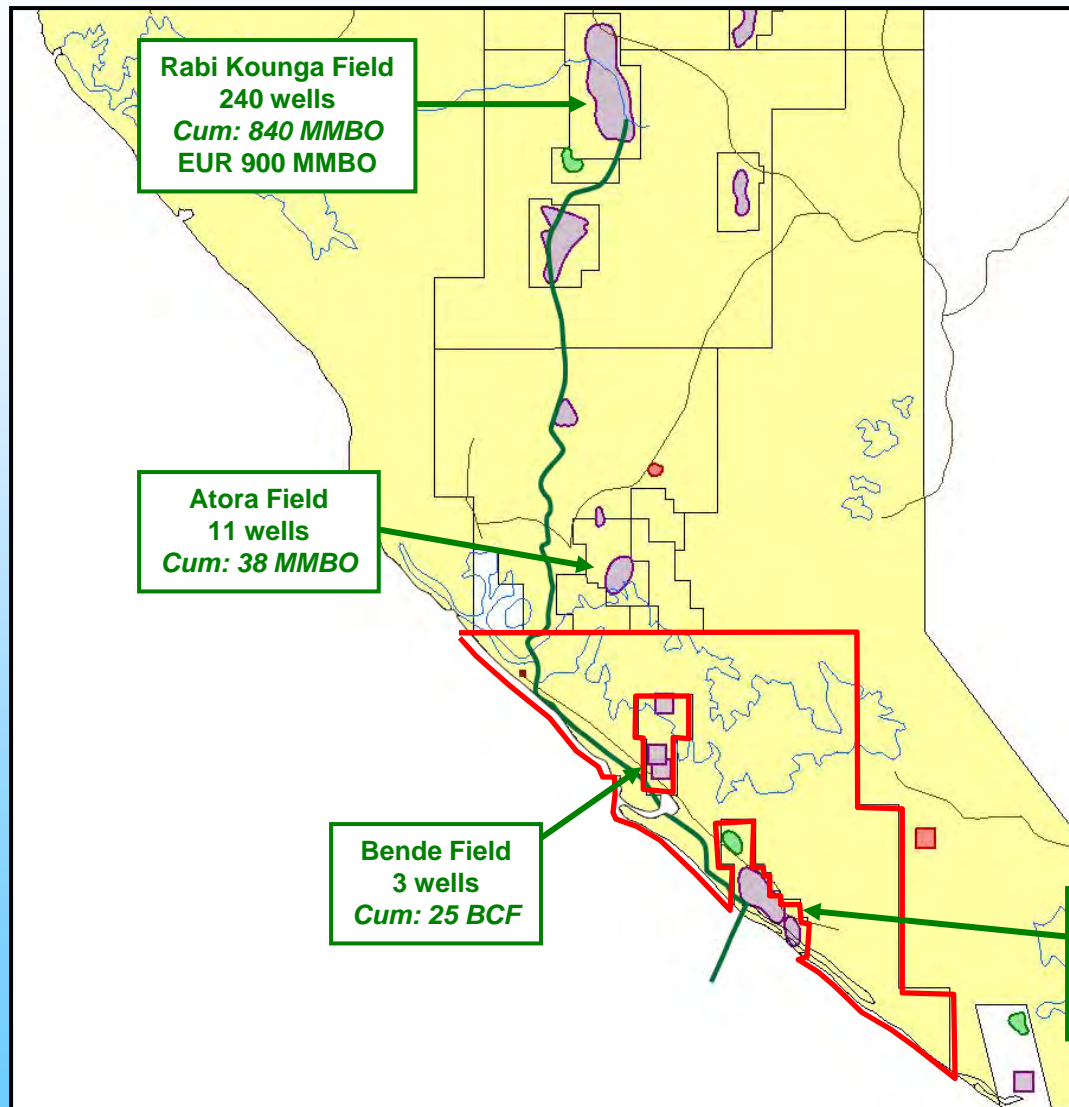 Rabi Kounga Field
240 wells
Cum: 840 MMBO
EUR 900 MMBO
Atora Field
11 wells
Cum: 38 MMBO
Bende Field
3 wells
Cum: 25 BCF